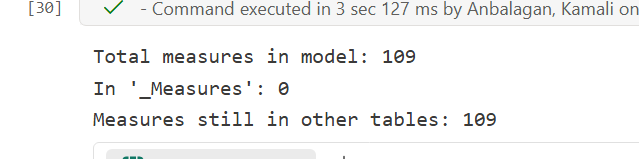 [30]
- Command executed in 3 sec 127 ms by Anbalagan, Kamali on
Total measures in model: 109
In '_Measures': 0
Measures still in other tables: 109